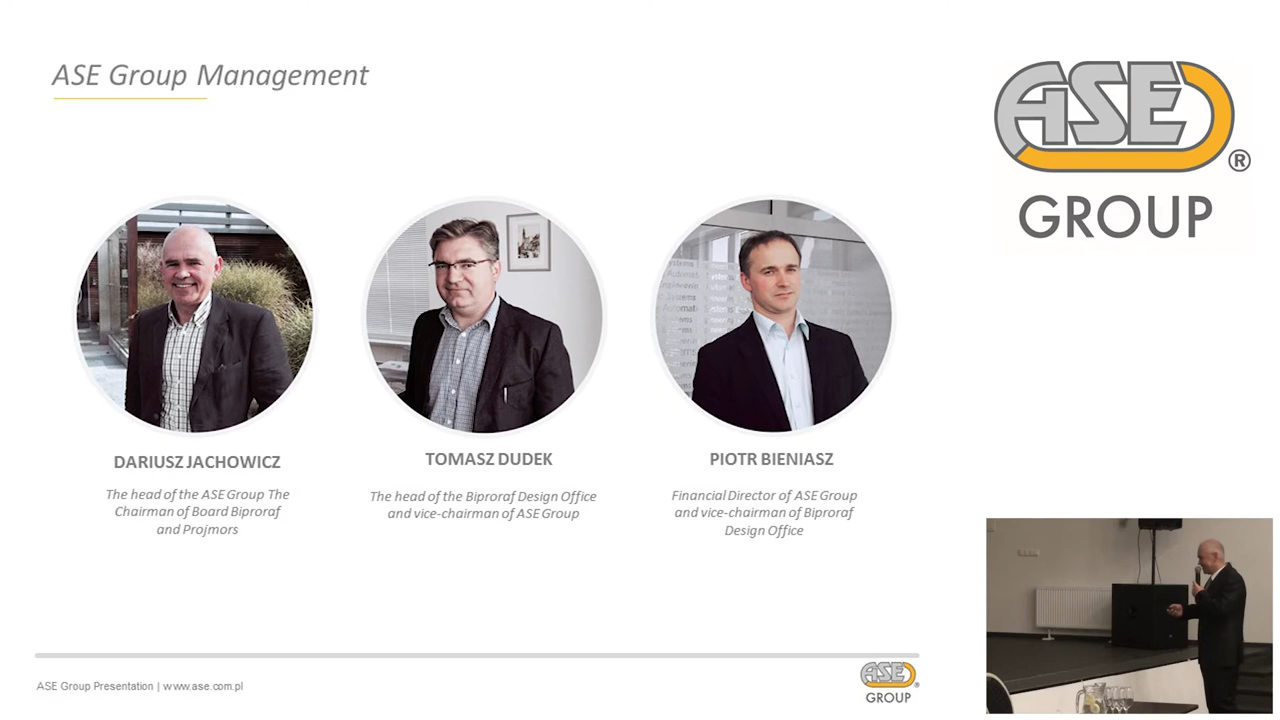 ASE Group Management
ASE
®
GROUP
DARIUSZ JACHOWICZ
The head of the ASE Group The
Chairman of Board Biproraf
and Projmors
TOMASZ DUDEK
The head of the Biproraf Design Office
and vice-chairman of ASE Group
PIOTR BIENIASZ
Financial Director of ASE Group
and vice-chairman of Biproraf
Design Office
ASE Group Presentation | www.ase.com.pl
ASE
®
GROUP